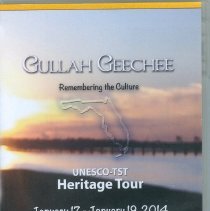 GULLAH GEECHEE
Remembering the Culture
UNESCO-TST
Heritage Tour
January 17 - January 19, 2014